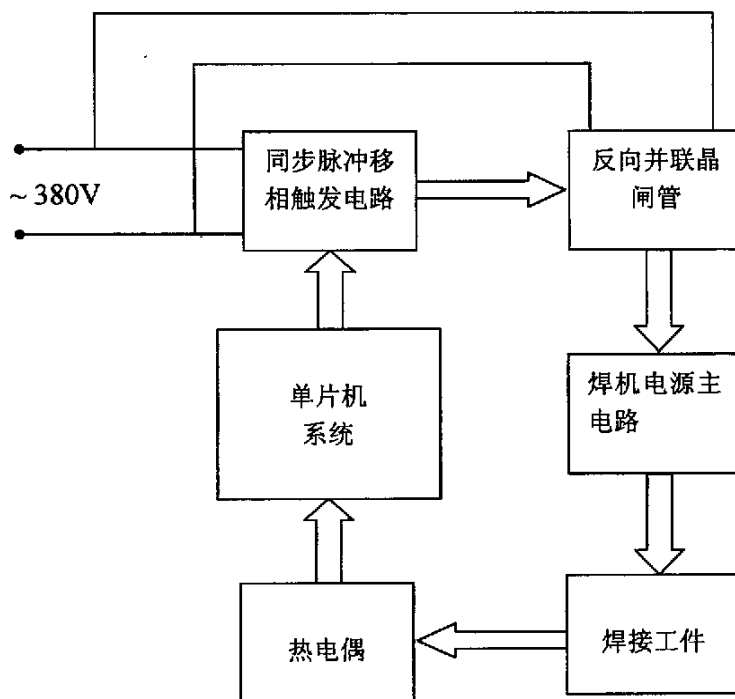 同步脉冲移
相触发电路
反向并联晶
闸管
~ 380V
单片机
系统
焊机电源主
电路
热电偶
焊接工件